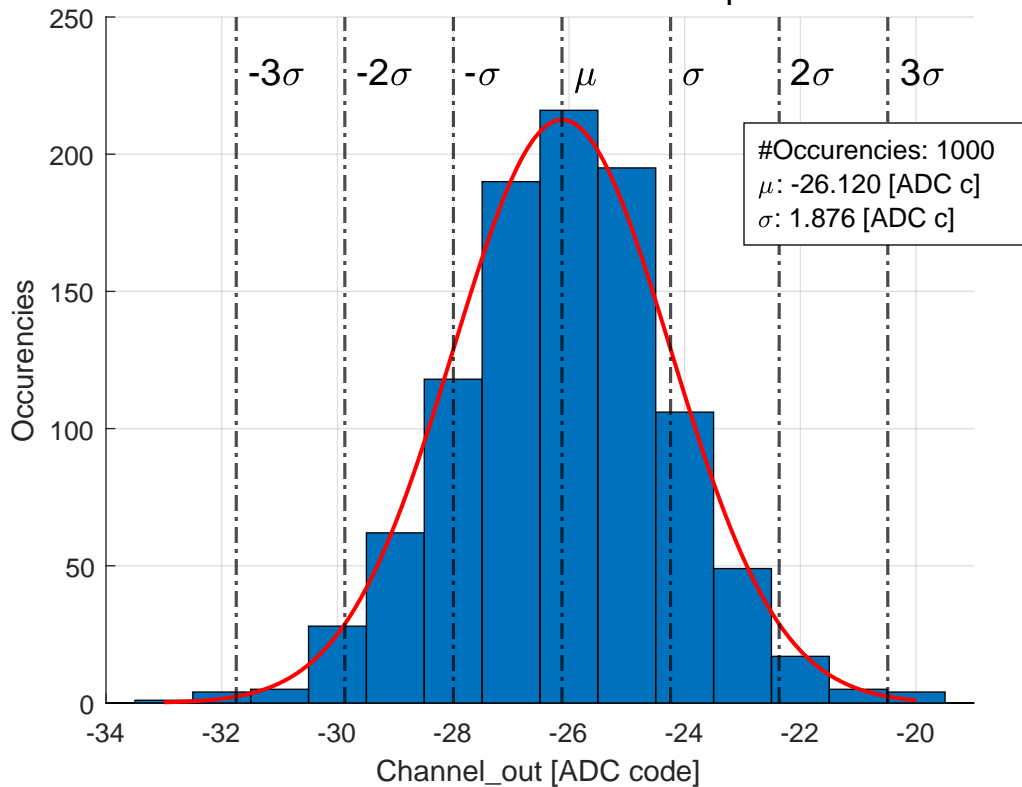 250
200
150
100
50
0
-3σ
-2σ
-σ
μ
σ
2σ
3σ
#Occurencies: 1000
μ: -26.120 [ADC c]
σ: 1.876 [ADC c]
Occurencies
-34
-32
-30
-28
-26
-24
-22
-20
Channel_out [ADC code]